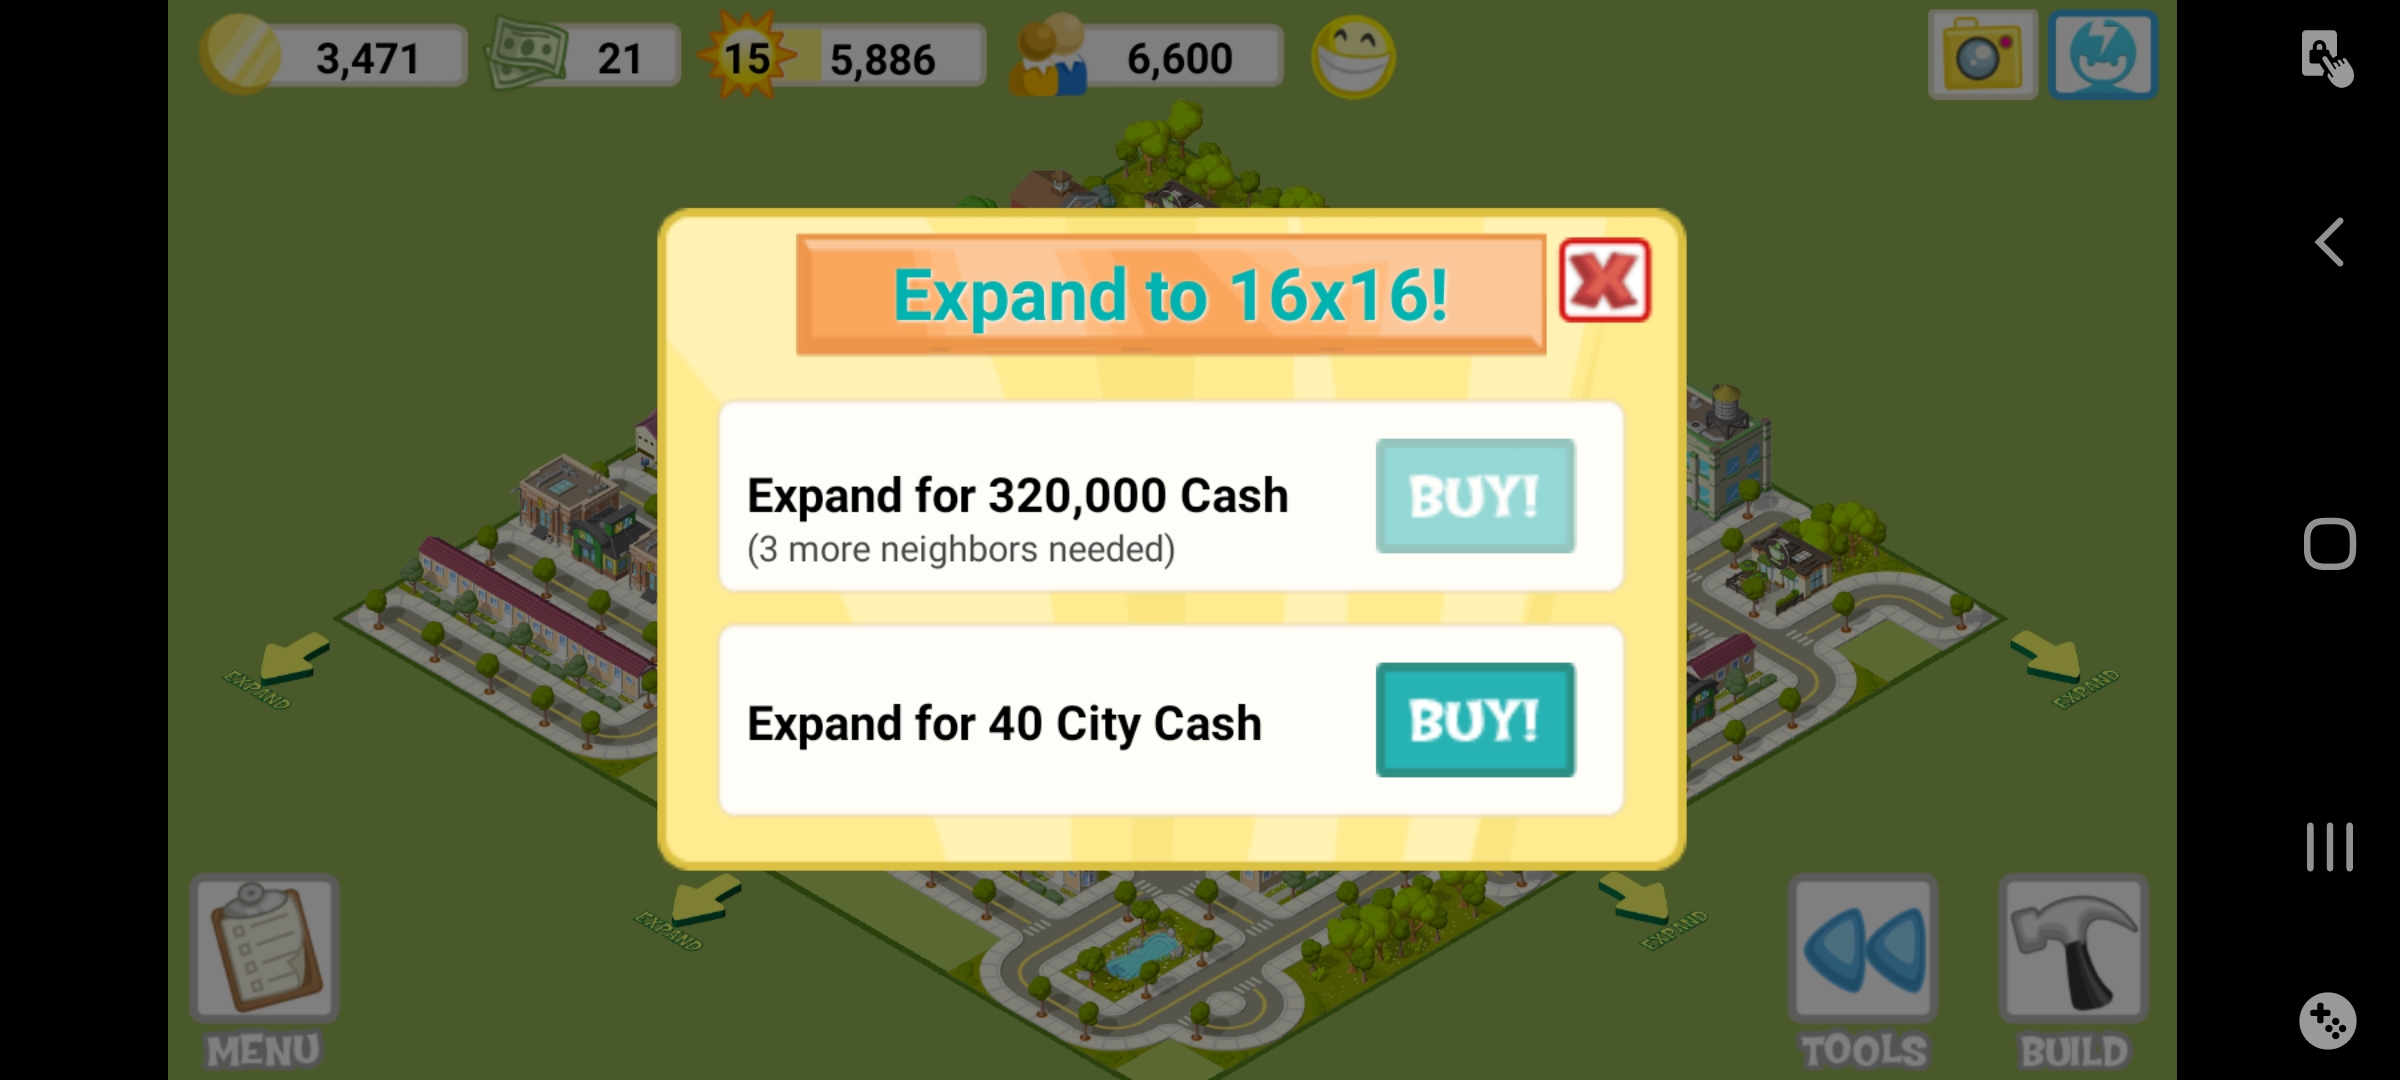 3,471
21
15
5,886
6,600
Expand to 16x16!
Expand for 320,000 Cash
(3 more neighbors needed)
BUY!
Expand for 40 City Cash
BUY!
EXPAND
EXPAND
EXPAND
EXPAND
MENU
TOOLS
BUILD